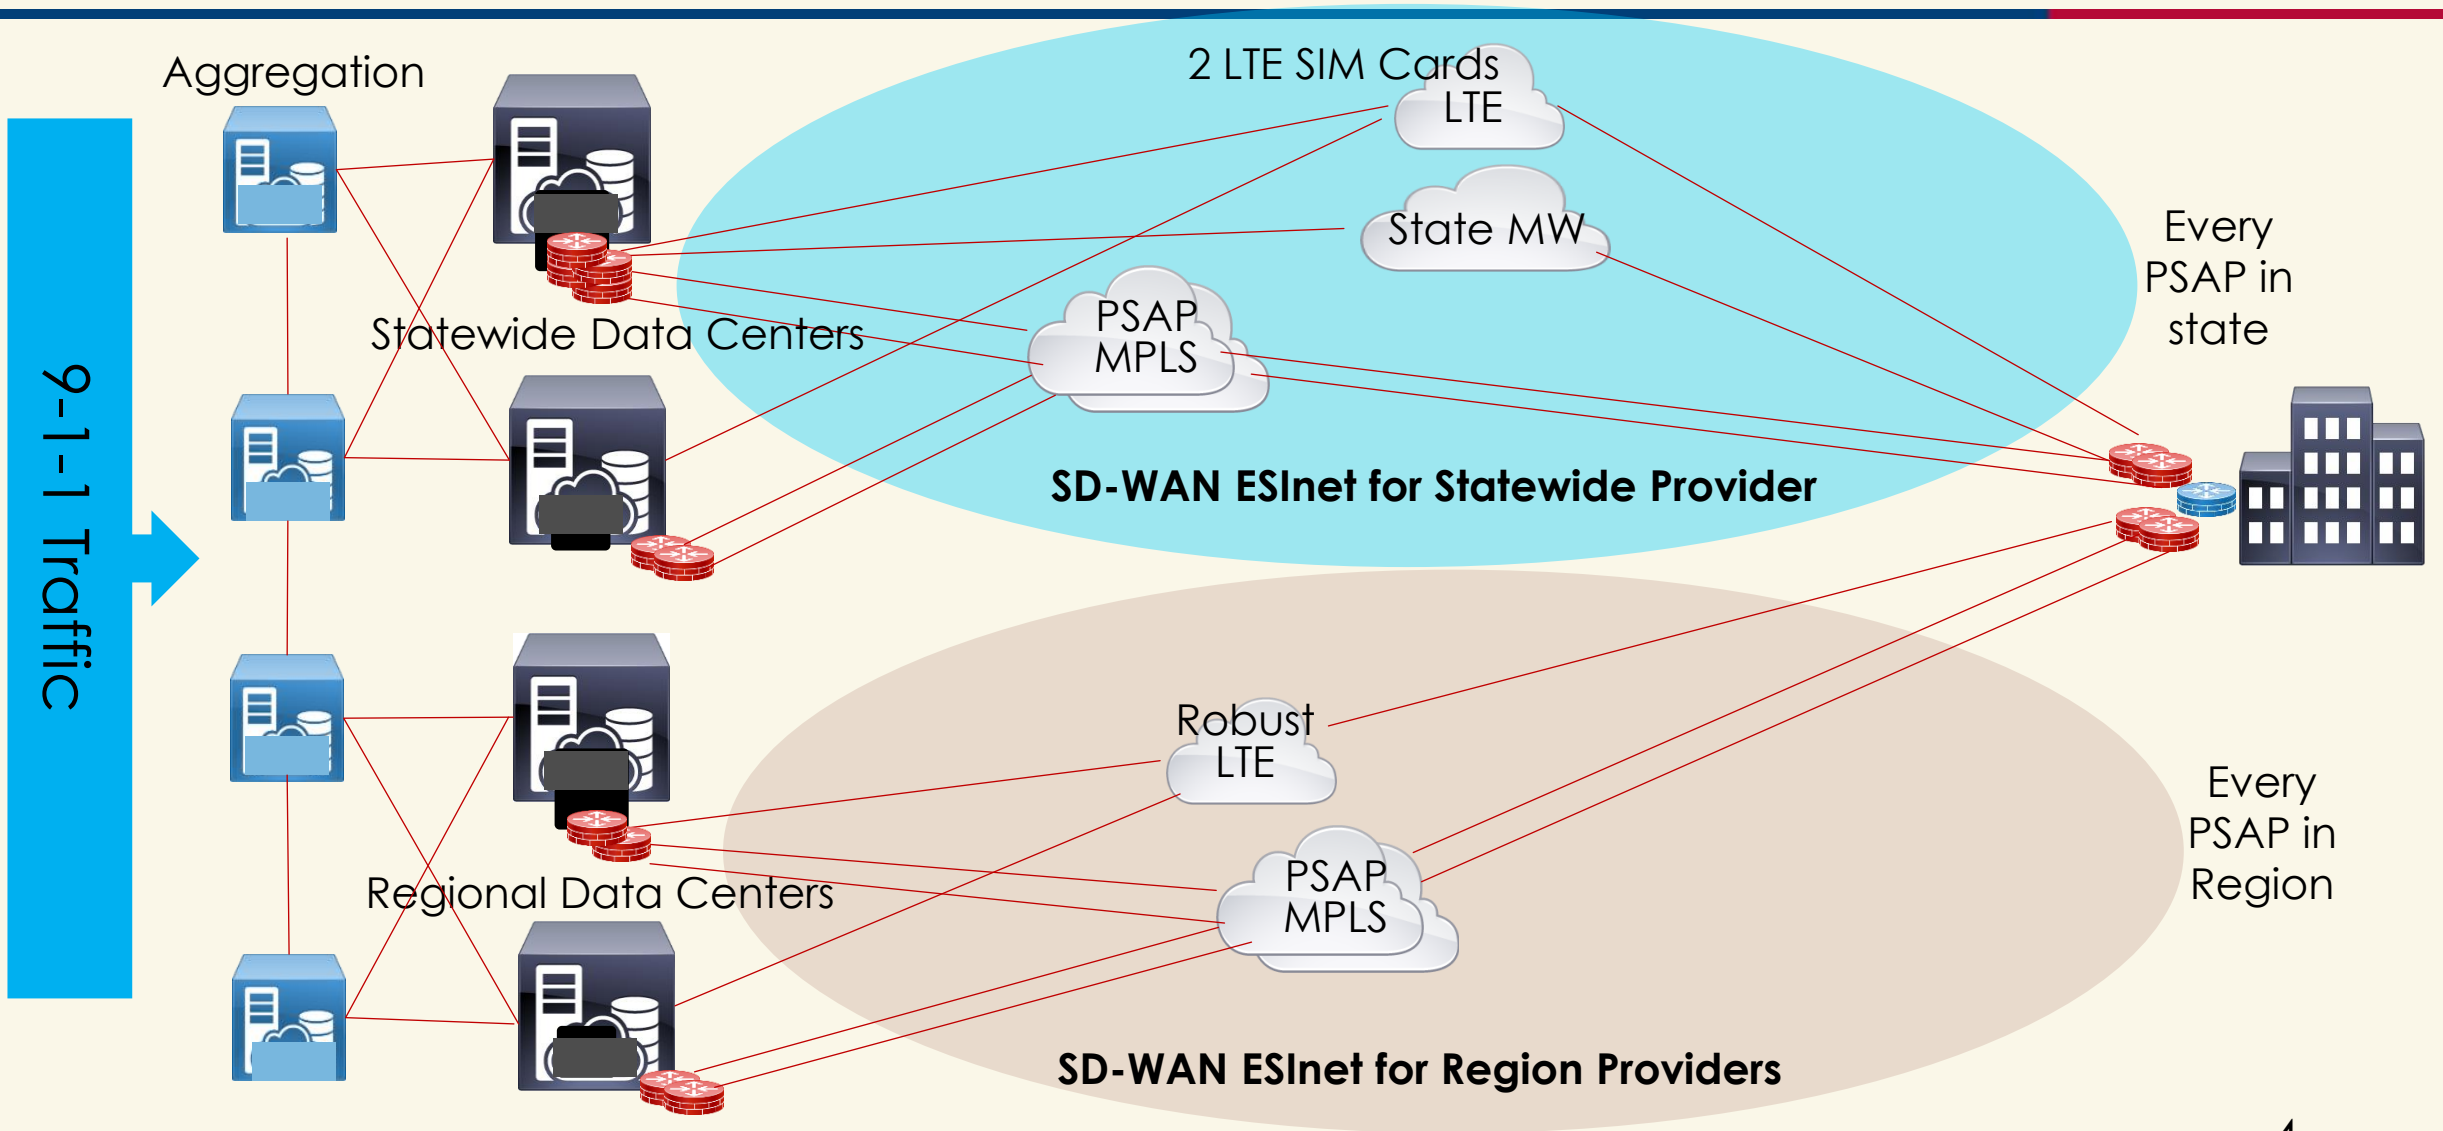 Aggregation
2 LTE SIM Cards
LTE
State MW
Every
PSAP in
state
PSAP
MPLS
Statewide Data Centers
9-1-1 Traffic
SD-WAN ESInet for Statewide Provider
Robust
LTE
Every
PSAP in
Region
PSAP
MPLS
Regional Data Centers
SD-WAN ESInet for Region Providers